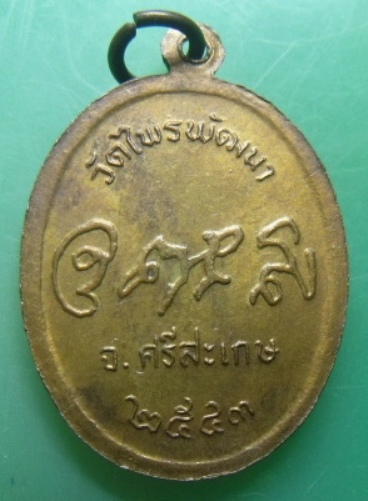 วัดไพรพัฒนา
จ. ศรีสะเกษ
๒๕๔๓